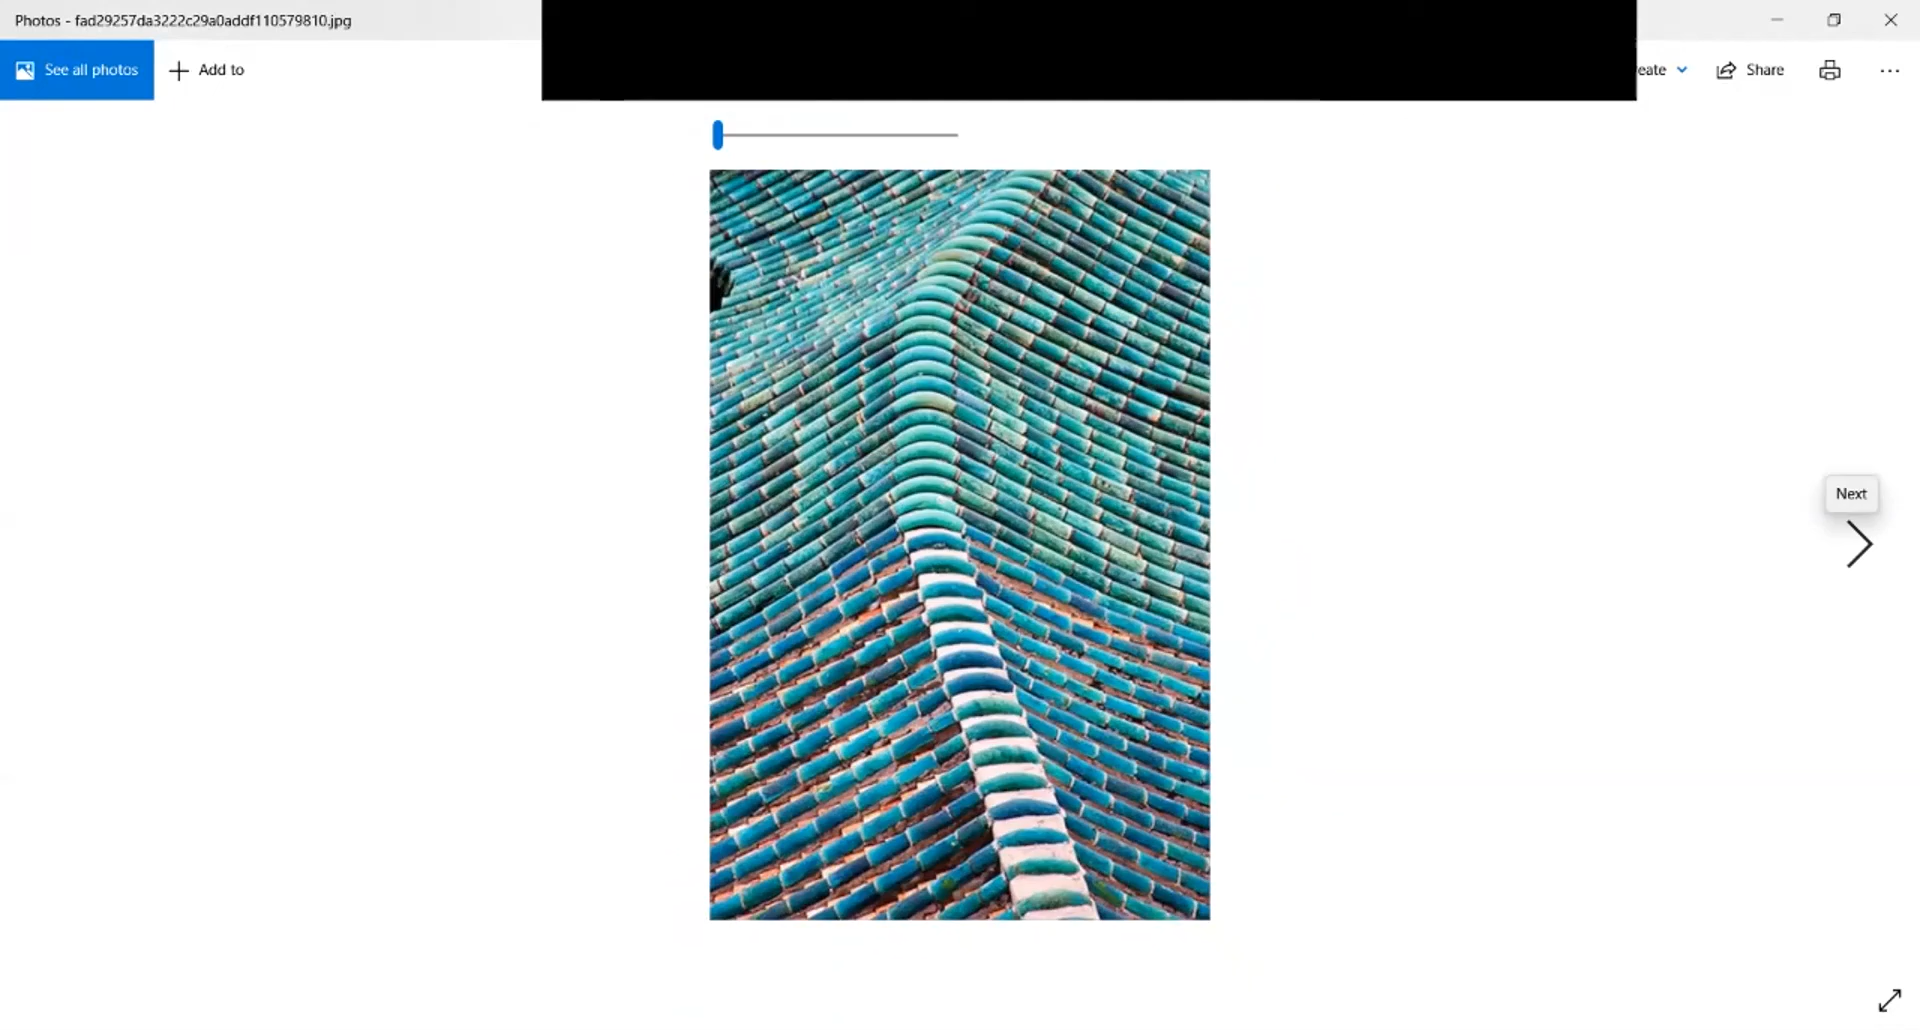 Photos - fad29257da3222c29a0addf110579810.jpg
See all photos
Add to
eate
Share
Next